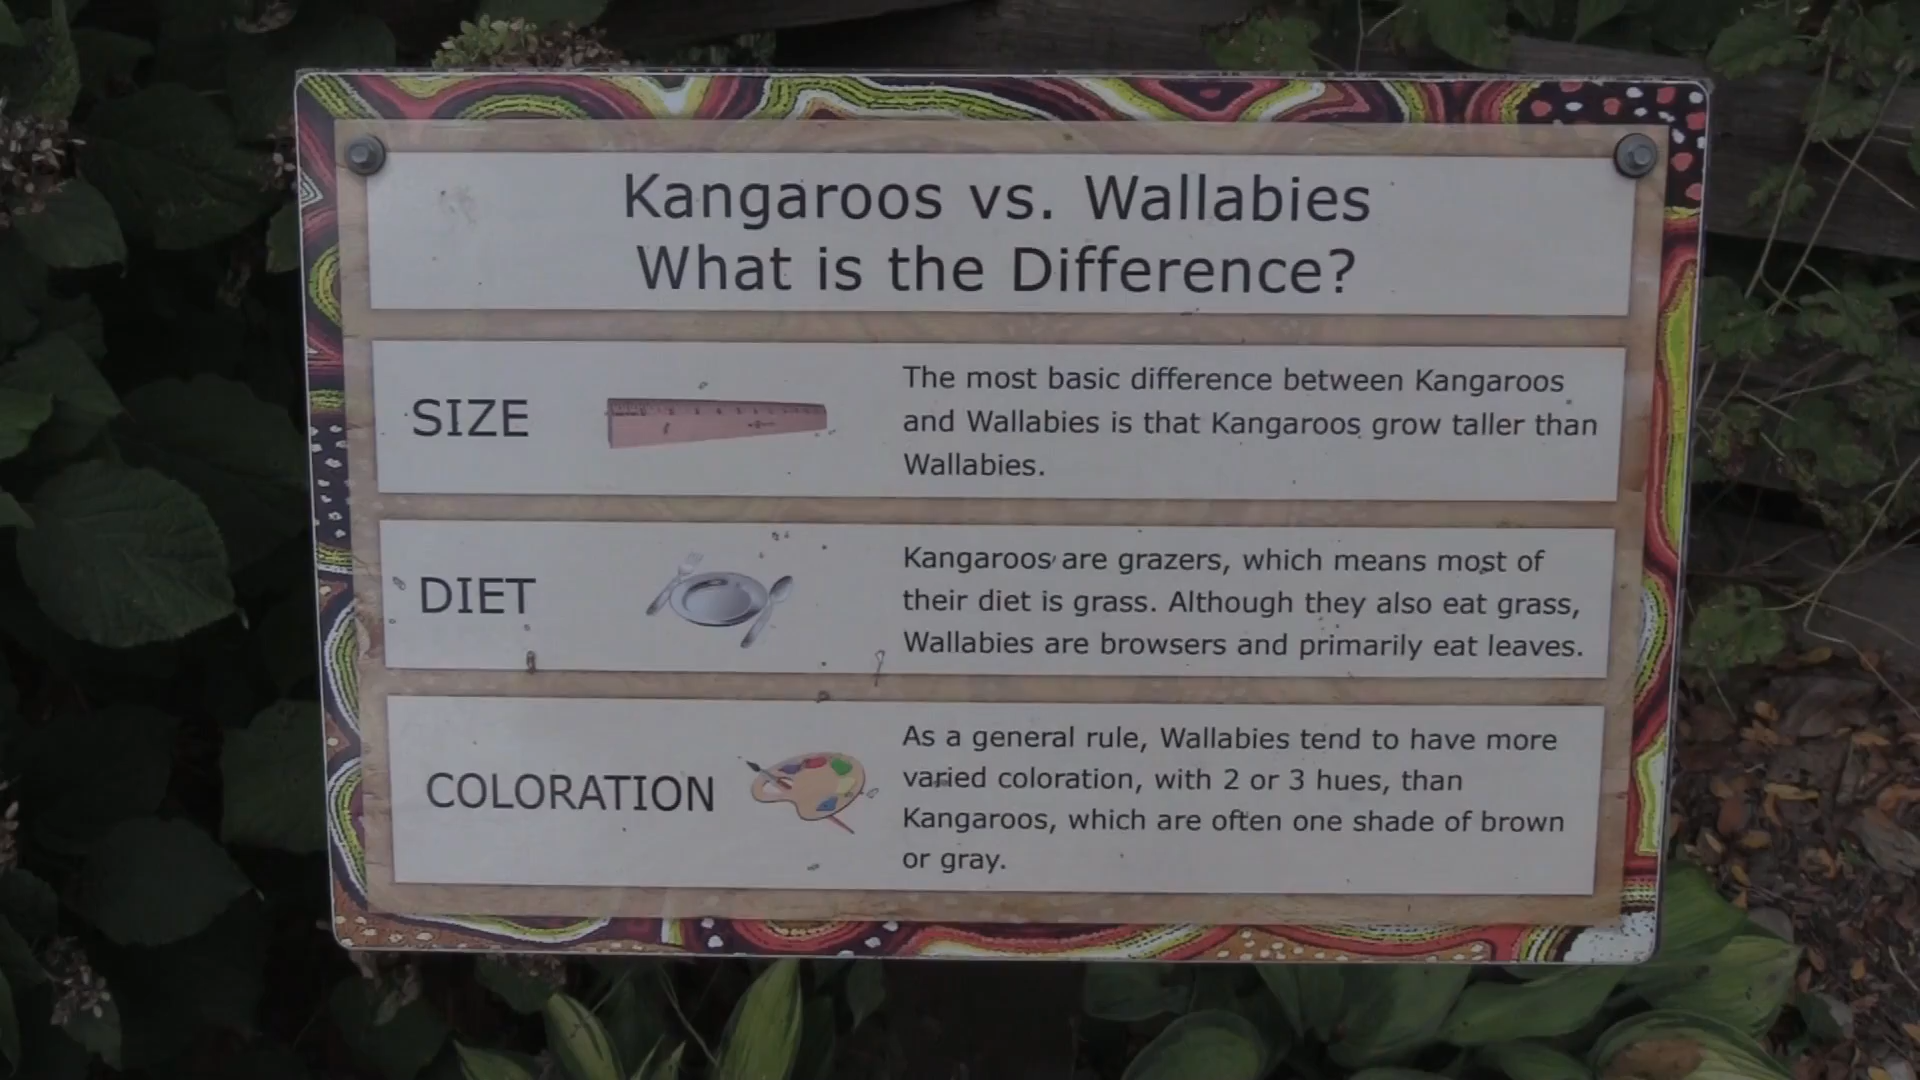 Kangaroos vs. Wallabies
What is the Difference?
SIZE
The most basic difference between Kangaroos
and Wallabies is that Kangaroos grow taller than
Wallabies.
DIET
Kangaroos are grazers, which means most of
their diet is grass. Although they also eat grass,
Wallabies are browsers and primarily eat leaves.
COLORATION
As a general rule, Wallabies tend to have more
varied coloration, with 2 or 3 hues, than
Kangaroos, which are often one shade of brown
or gray.